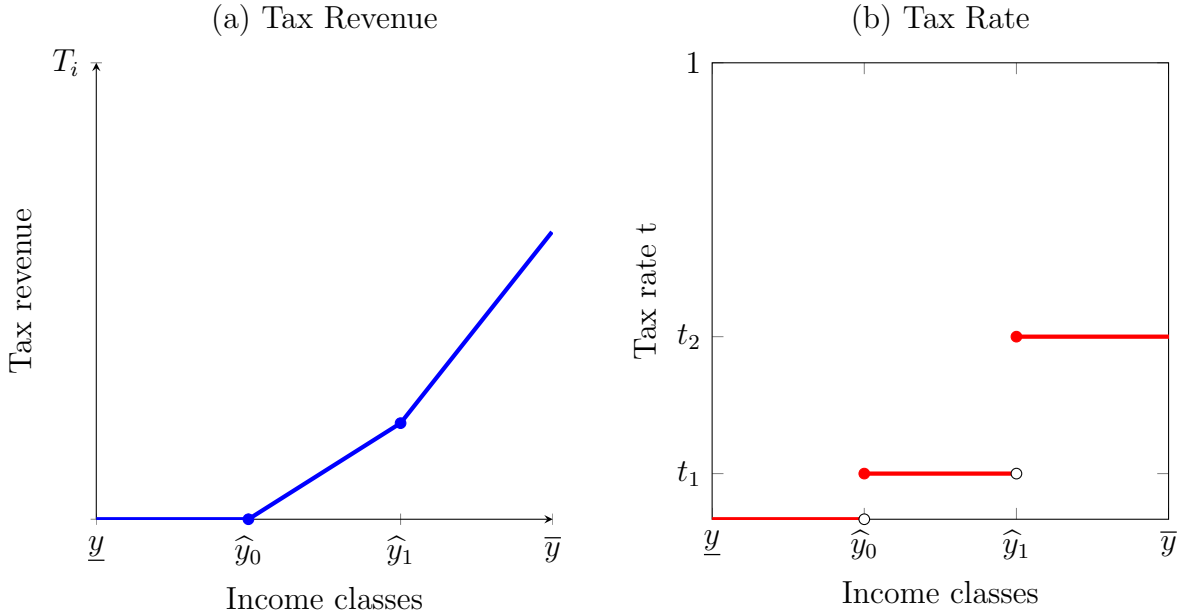 (a) Tax Revenue
T_i
Tax revenue
y̲ ŷ_0 ŷ_1 y̅
Income classes
(b) Tax Rate
1
t_2
t_1
Tax rate t
y̲ ŷ_0 ŷ_1 y̅
Income classes